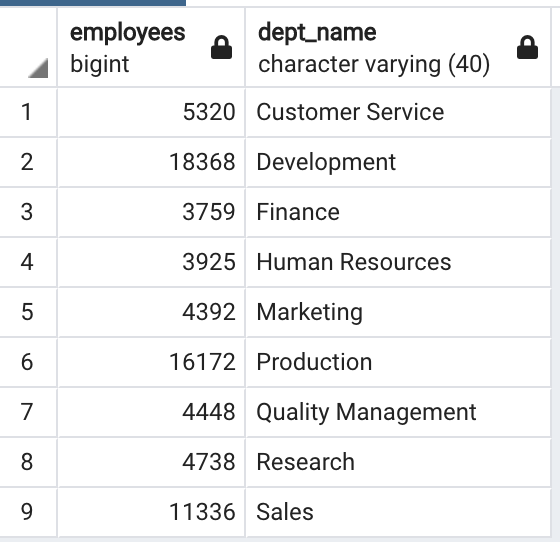 employees dept_name
bigint character varying (40)
1 5320 Customer Service
2 18368 Development
3 3759 Finance
4 3925 Human Resources
5 4392 Marketing
6 16172 Production
7 4448 Quality Management
8 4738 Research
9 11336 Sales